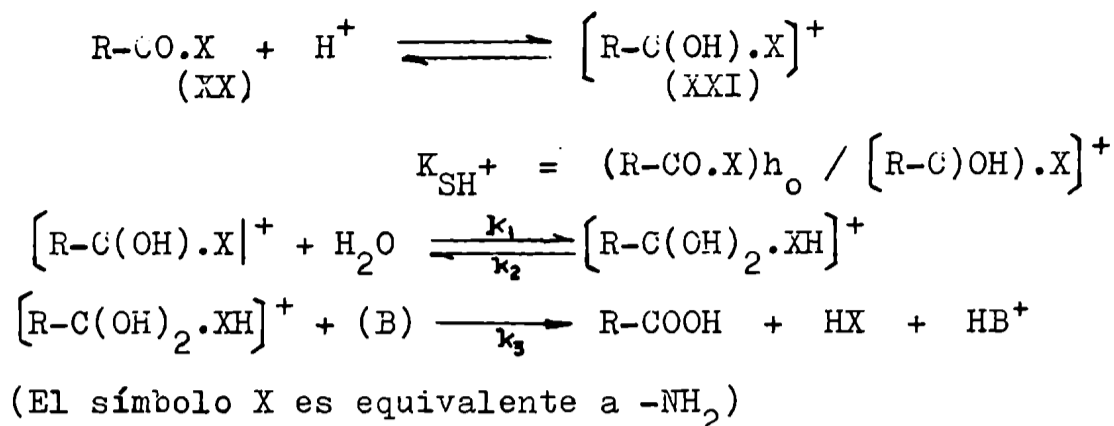 R-CO.X + H+ ⇌ [R-C(OH).X]+
(XX) (XXI)
K_SH+ = (R-CO.X)h_o / [R-C)OH).X]+
[R-C(OH).X|+ + H2O ⇌ k1 k2 [R-C(OH)2.XH]+
[R-C(OH)2.XH]+ + (B) → k3 R-COOH + HX + HB+
(El símbolo X es equivalente a -NH2)